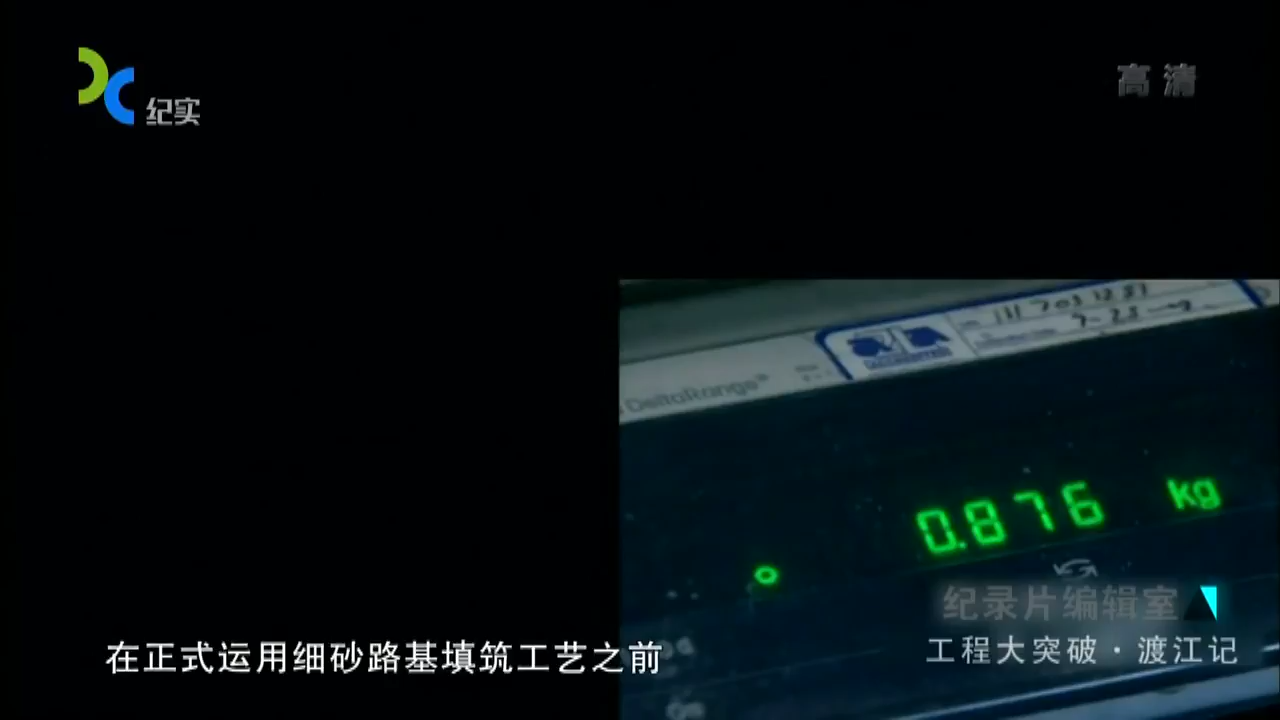 纪实
高清
DeltaRange
0.876 kg
纪录片编辑室
工程大突破·渡江记
在正式运用细砂路基填筑工艺之前